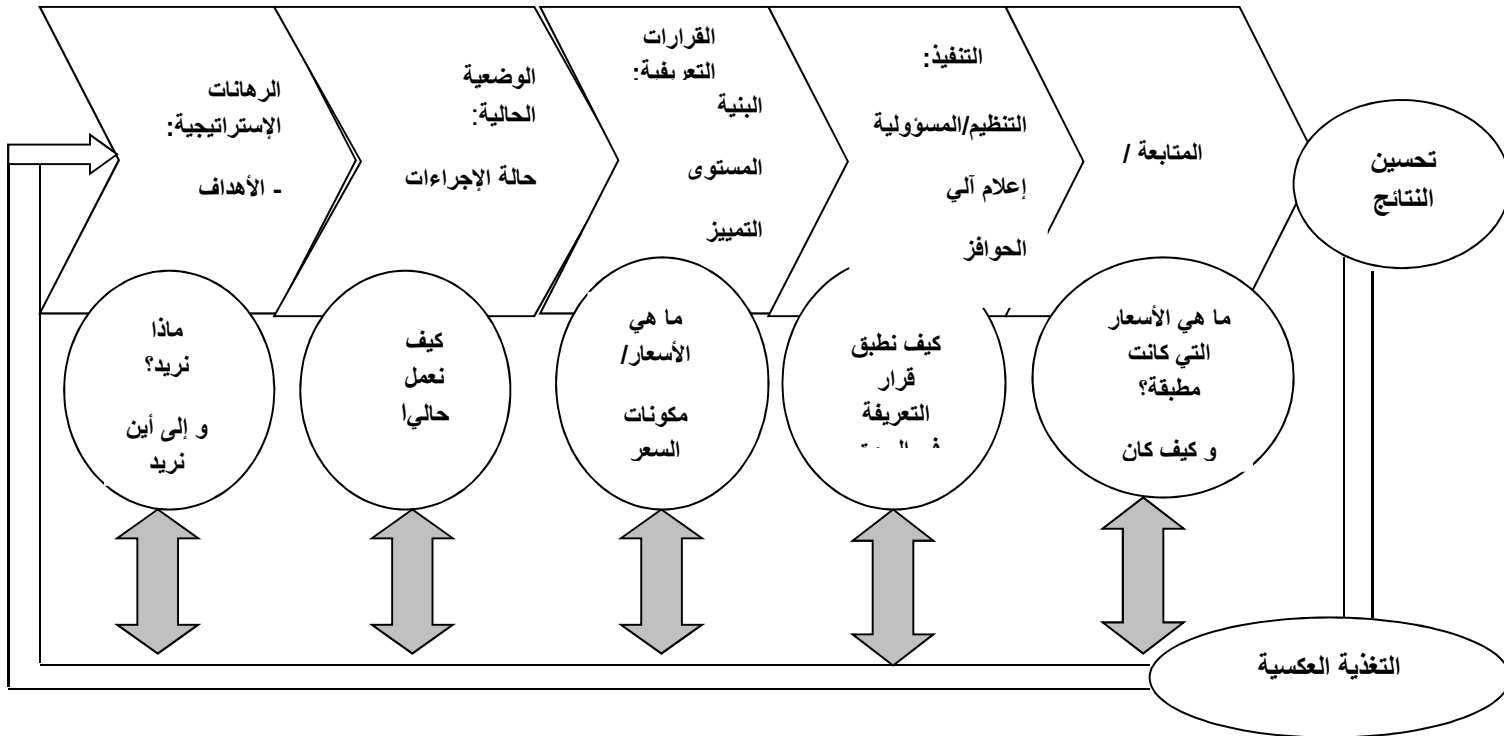 الرهانات
الإستراتيجية:
- الأهداف
الوضعية
الحالية:
حالة الإجراءات
القرارات
التعريفية:
البنية
المستوى
التمييز
التنفيذ:
التنظيم/المسؤولية
إعلام آلي
الحوافز
المتابعة /
تحسين
النتائج
ماذا
نريد؟
و إلى أين
نريد
كيف
نعمل
حاليا
ما هي
الأسعار/
مكونات
السعر
كيف نطبق
قرار
التعريفة
ما هي الأسعار
التي كانت
مطبقة؟
و كيف كان
التغذية العكسية